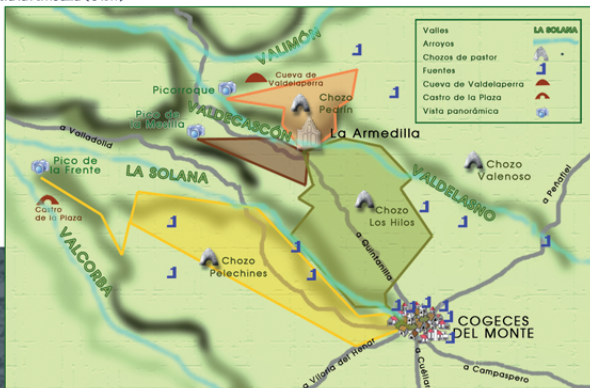 VALIMÓN
Valles LA SOLANA
Arroyos
Chozos de pastor
Fuentes
Cueva de Valdelaperra
Castro de la Plaza
Vista panorámica
Cueva de
Valdelaperra
Picorroque
Chozo
Pearín
Pico de
la
VALDECASCÓN
La Armedilla
a Valladolid
Pico de
la Frente
LA SOLANA
VALDELASNO
Chozo
Valenoso
a Peñafiel
Castro
de la Plaza
VALCORBA
Chozo
Los Hilos
a Quintanilla
Chozo
Pelechines
COGECES
DEL MONTE
a Viloria del Henar
a Cuéllar
a Campaspero